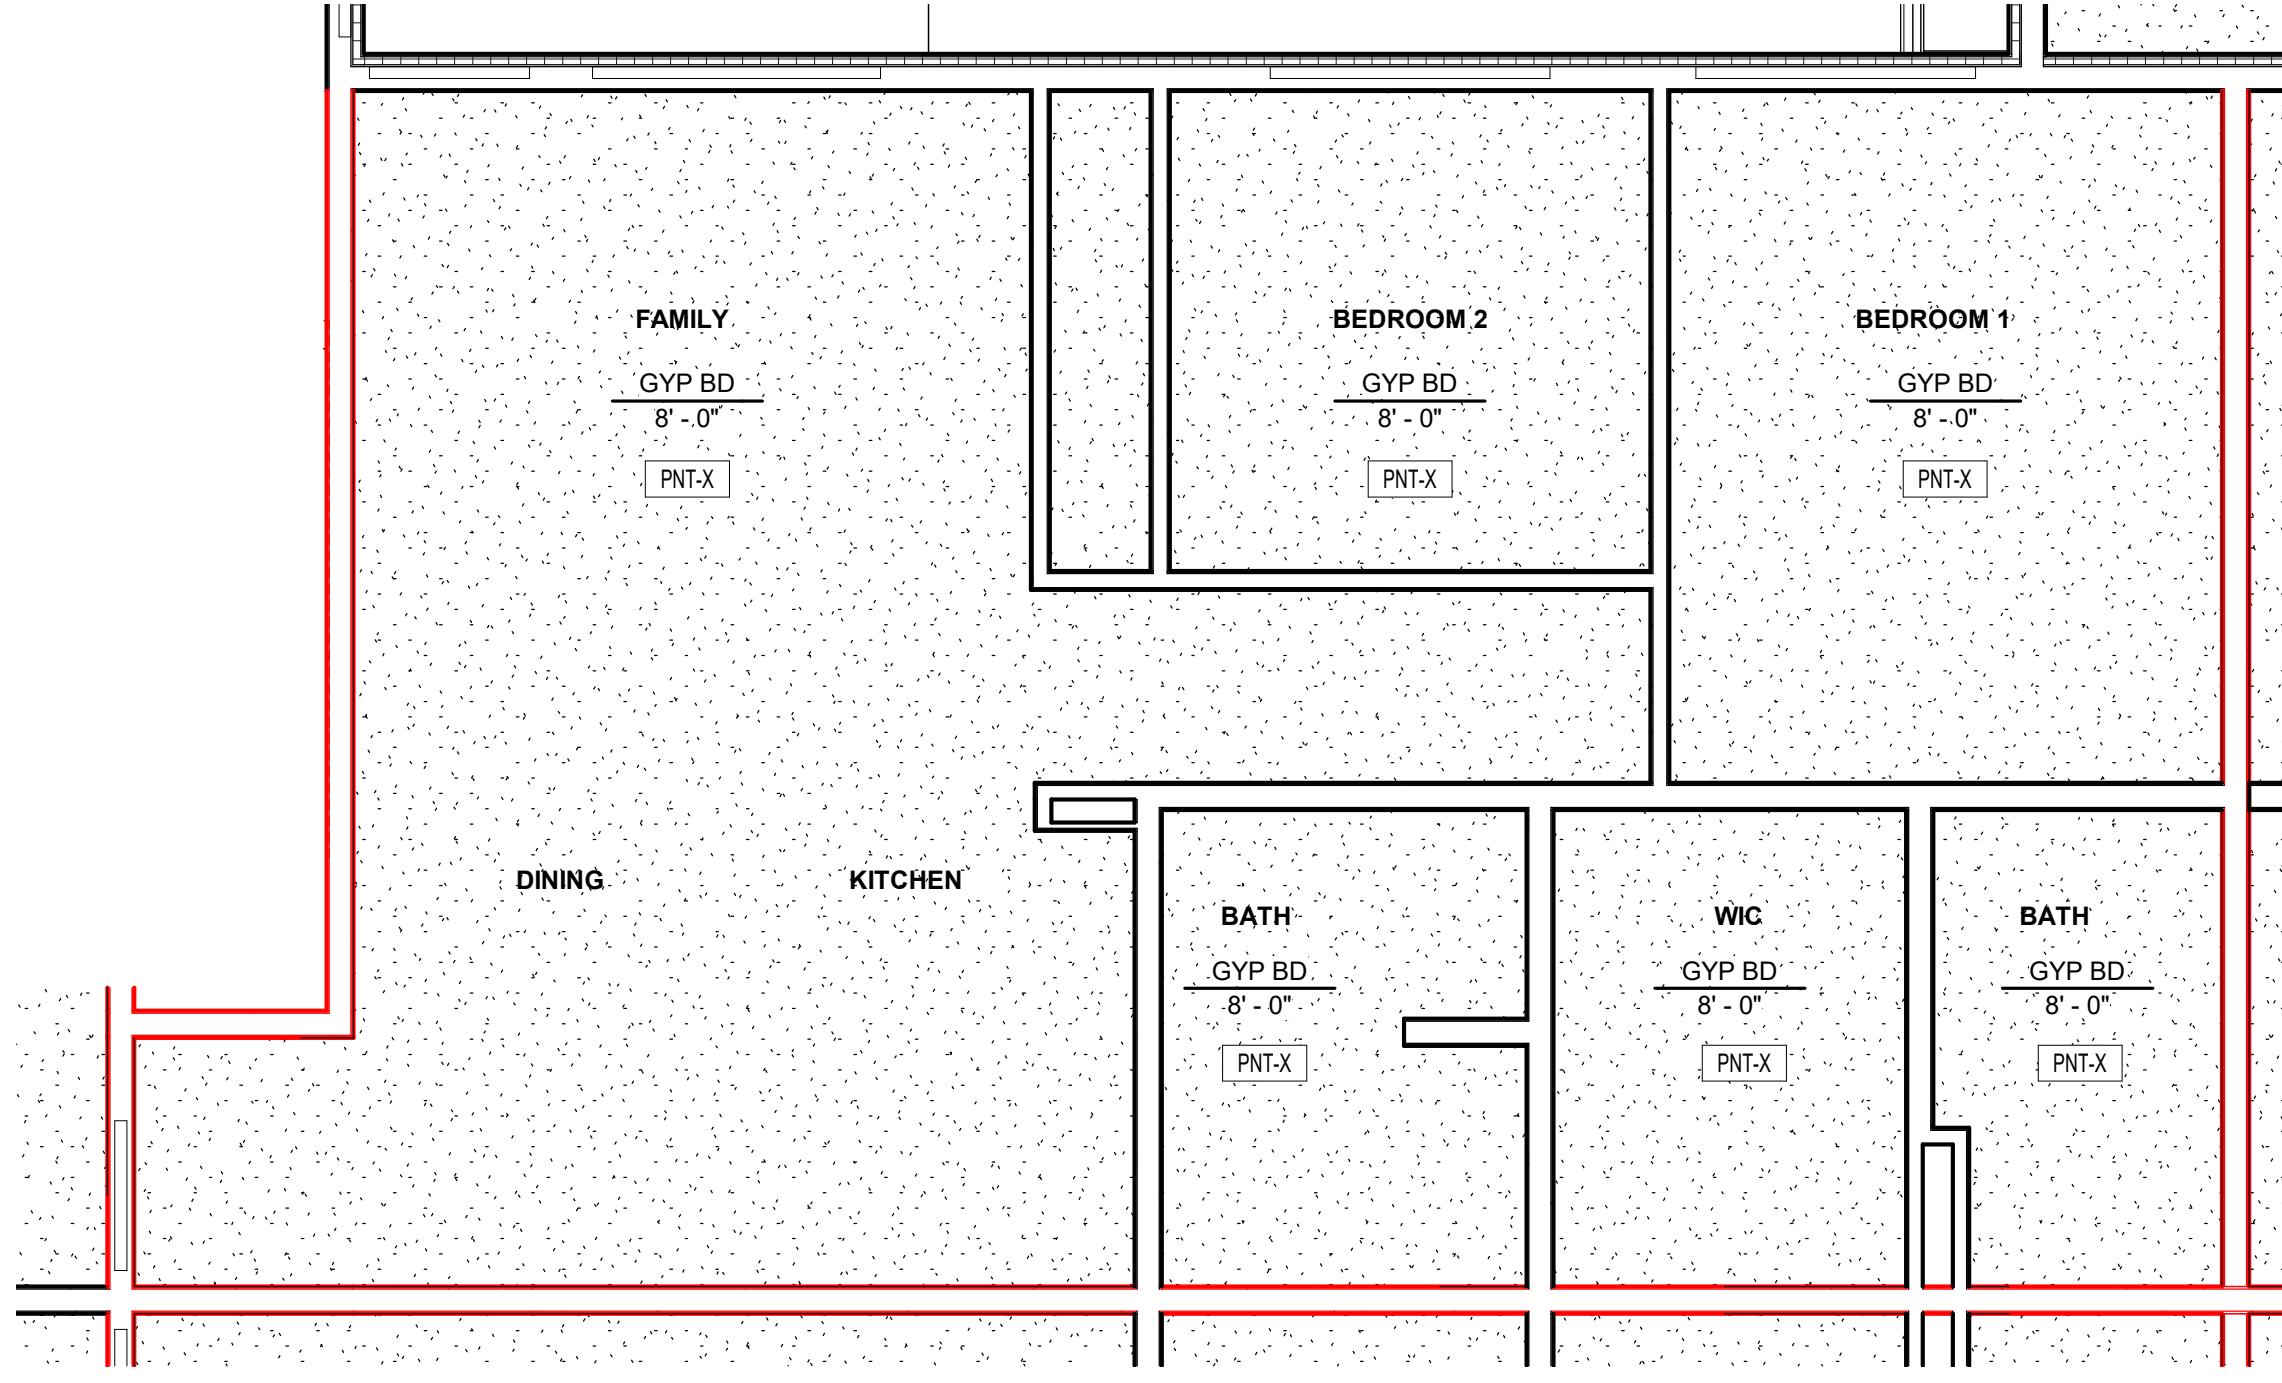 FAMILY
GYP BD
8' - 0"
PNT-X
BEDROOM 2
GYP BD
8' - 0"
PNT-X
BEDROOM 1
GYP BD
8' - 0"
PNT-X
DINING
KITCHEN
BATH
GYP BD
8' - 0"
PNT-X
WIC
GYP BD
8' - 0"
PNT-X
BATH
GYP BD
8' - 0"
PNT-X